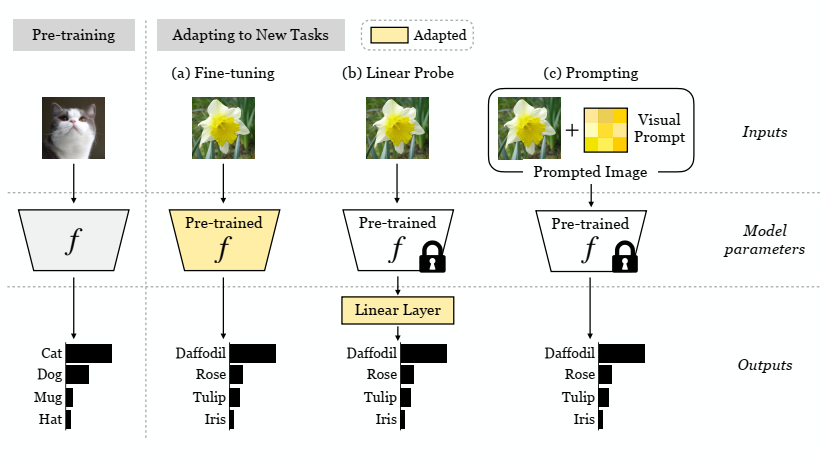 Pre-training
Adapting to New Tasks
Adapted
(a) Fine-tuning
(b) Linear Probe
(c) Prompting
+
Visual
Prompt
Prompted Image
Inputs
f
Pre-trained
f
Pre-trained
f
Pre-trained
f
Model
parameters
Linear Layer
Cat
Dog
Mug
Hat
Daffodil
Rose
Tulip
Iris
Daffodil
Rose
Tulip
Iris
Daffodil
Rose
Tulip
Iris
Outputs